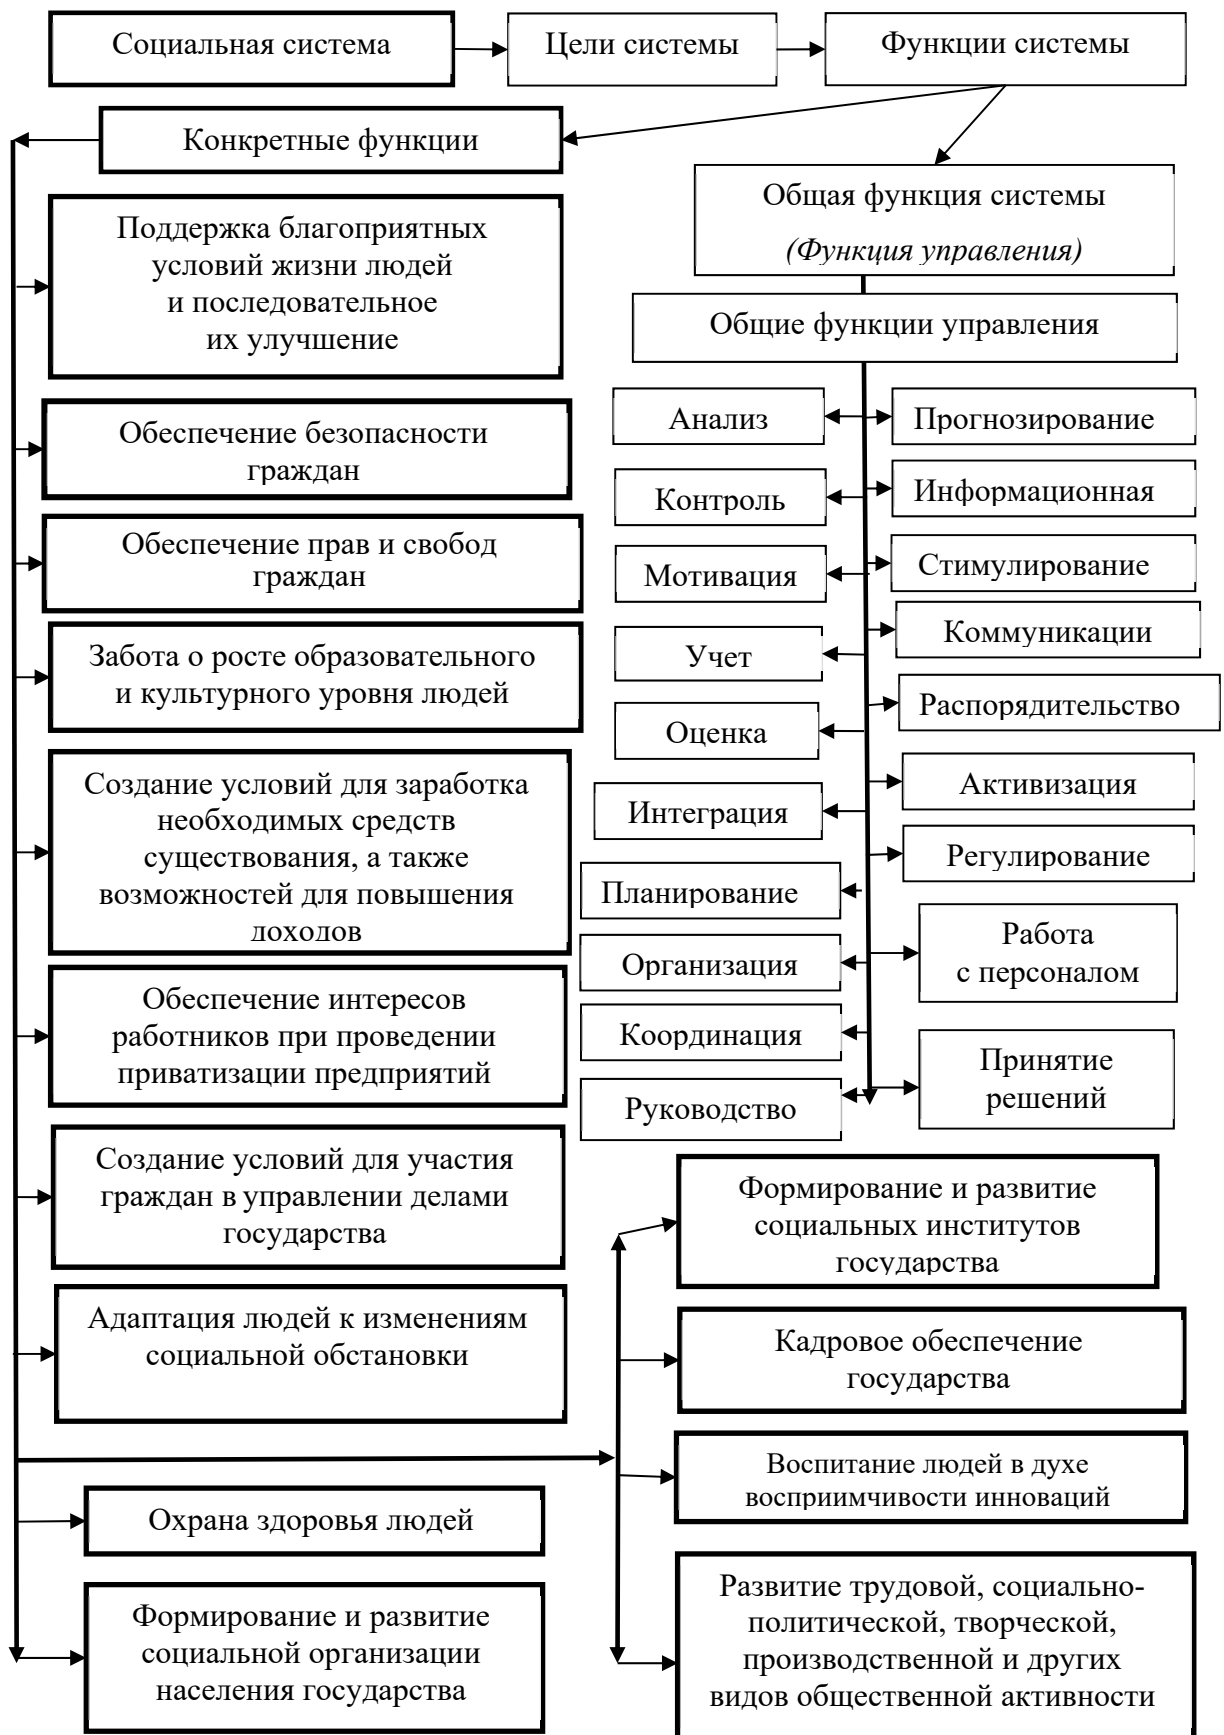 Социальная система
Цели системы
Функции системы
Конкретные функции
Общая функция системы
(Функция управления)
Поддержка благоприятных
условий жизни людей
и последовательное
их улучшение
Обеспечение безопасности
граждан
Обеспечение прав и свобод
граждан
Забота о росте образовательного
и культурного уровня людей
Создание условий для заработка
необходимых средств
существования, а также
возможностей для повышения
доходов
Обеспечение интересов
работников при проведении
приватизации предприятий
Создание условий для участия
граждан в управлении делами
государства
Адаптация людей к изменениям
социальной обстановки
Охрана здоровья людей
Формирование и развитие
социальной организации
населения государства
Общие функции управления
Анализ
Прогнозирование
Контроль
Информационная
Мотивация
Стимулирование
Учет
Коммуникации
Оценка
Распорядительство
Интеграция
Активизация
Планирование
Регулирование
Организация
Работа
с персоналом
Координация
Руководство
Принятие
решений
Формирование и развитие
социальных институтов
государства
Кадровое обеспечение
государства
Воспитание людей в духе
восприимчивости инноваций
Развитие трудовой, социально-
политической, творческой,
производственной и других
видов общественной активности